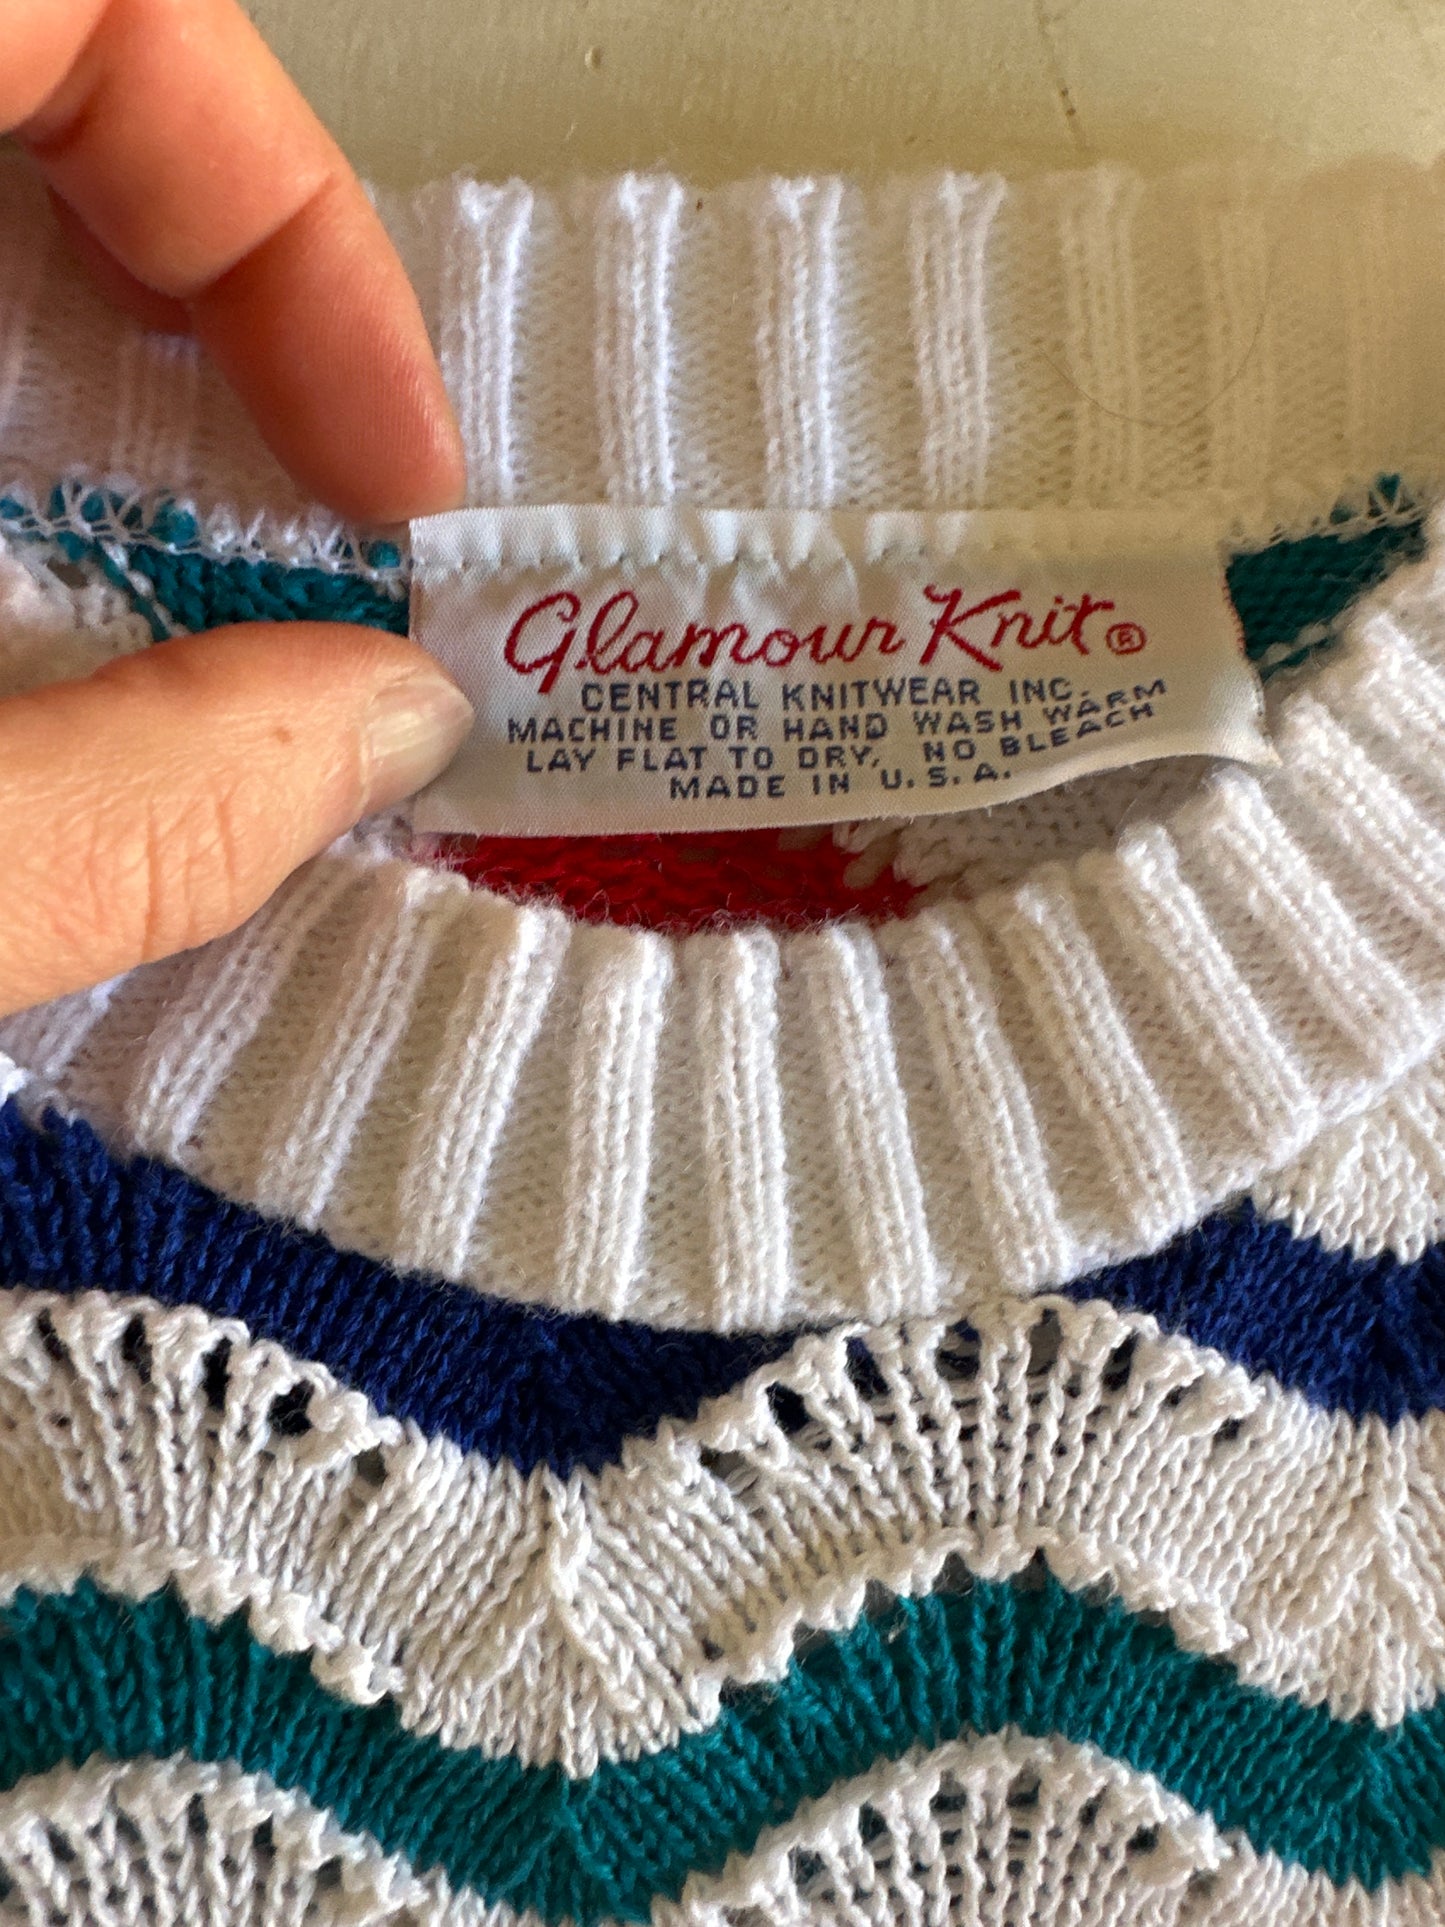 Glamour Knit®
CENTRAL KNITWEAR INC.
MACHINE OR HAND WASH WARM
LAY FLAT TO DRY, NO BLEACH
MADE IN U.S.A.